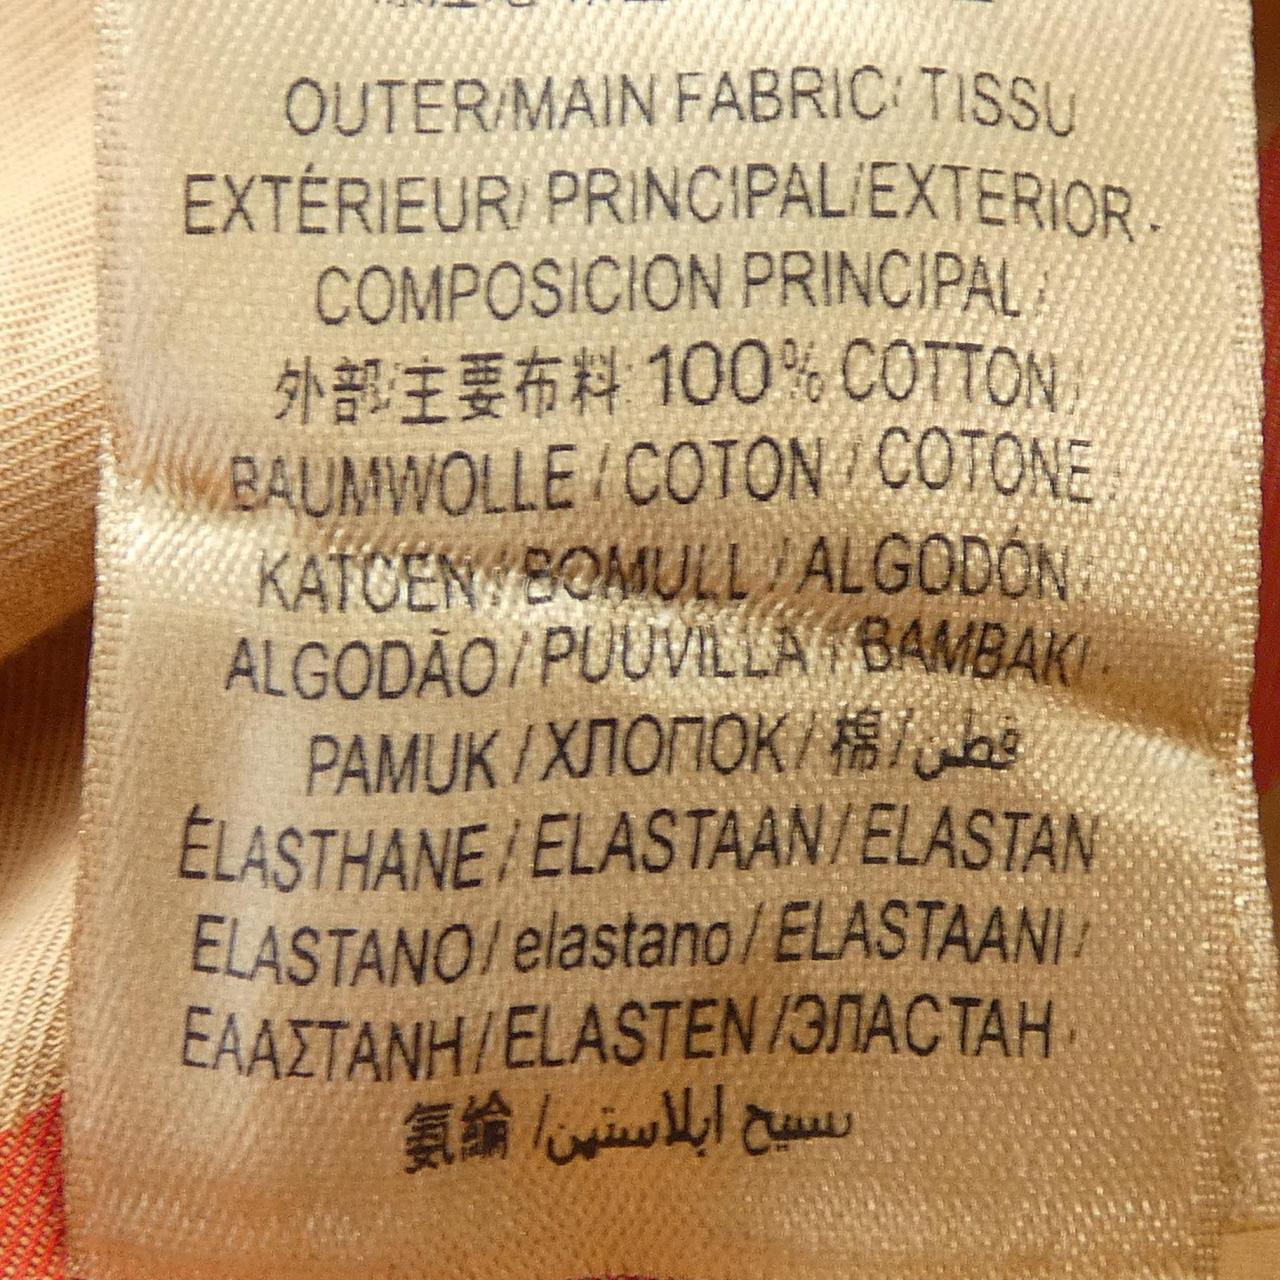 OUTER/MAIN FABRIC/ TISSU
EXTÉRIEUR/ PRINCIPAL/EXTERIOR -
COMPOSICION PRINCIPAL/
外部/主要布料: 100% COTTON /
BAUMWOLLE / COTON / COTONE /
KATOEN / BOMULL / ALGODÓN
ALGODÃO / PUUVILLA / BAMBAKI /
PAMUK / ХЛОПОК / 棉 / قطن
ÉLASTHANE / ELASTAAN / ELASTAN
ELASTANO / elastano / ELASTAANI /
ΕΛΑΣΤΑΝΗ / ELASTEN /ЭЛАСТАН /
氨綸 / نسيج ايلاستين